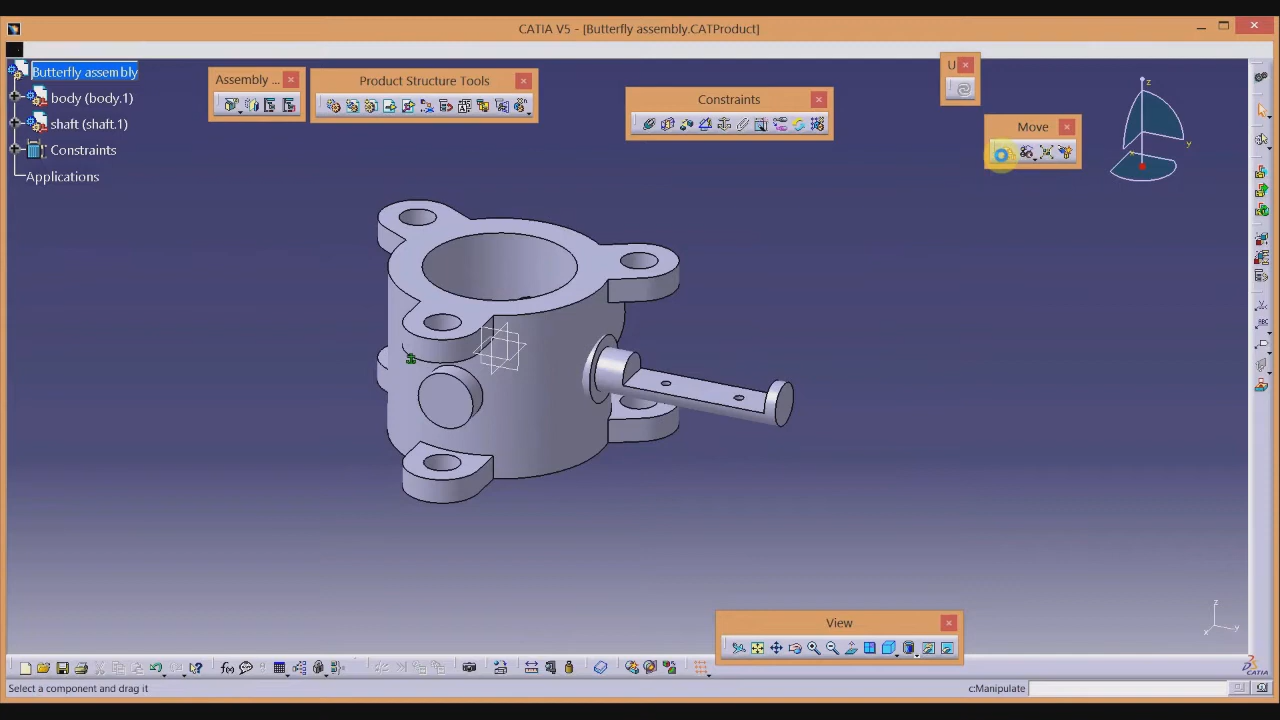 CATIA V5 - [Butterfly assembly.CATProduct]
Butterfly assembly
body (body.1)
shaft (shaft.1)
Constraints
Applications
Assembly ...
Product Structure Tools
Constraints
U
Move
z
y
x
View
z
y
x
Select a component and drag it
c:Manipulate
CATIA